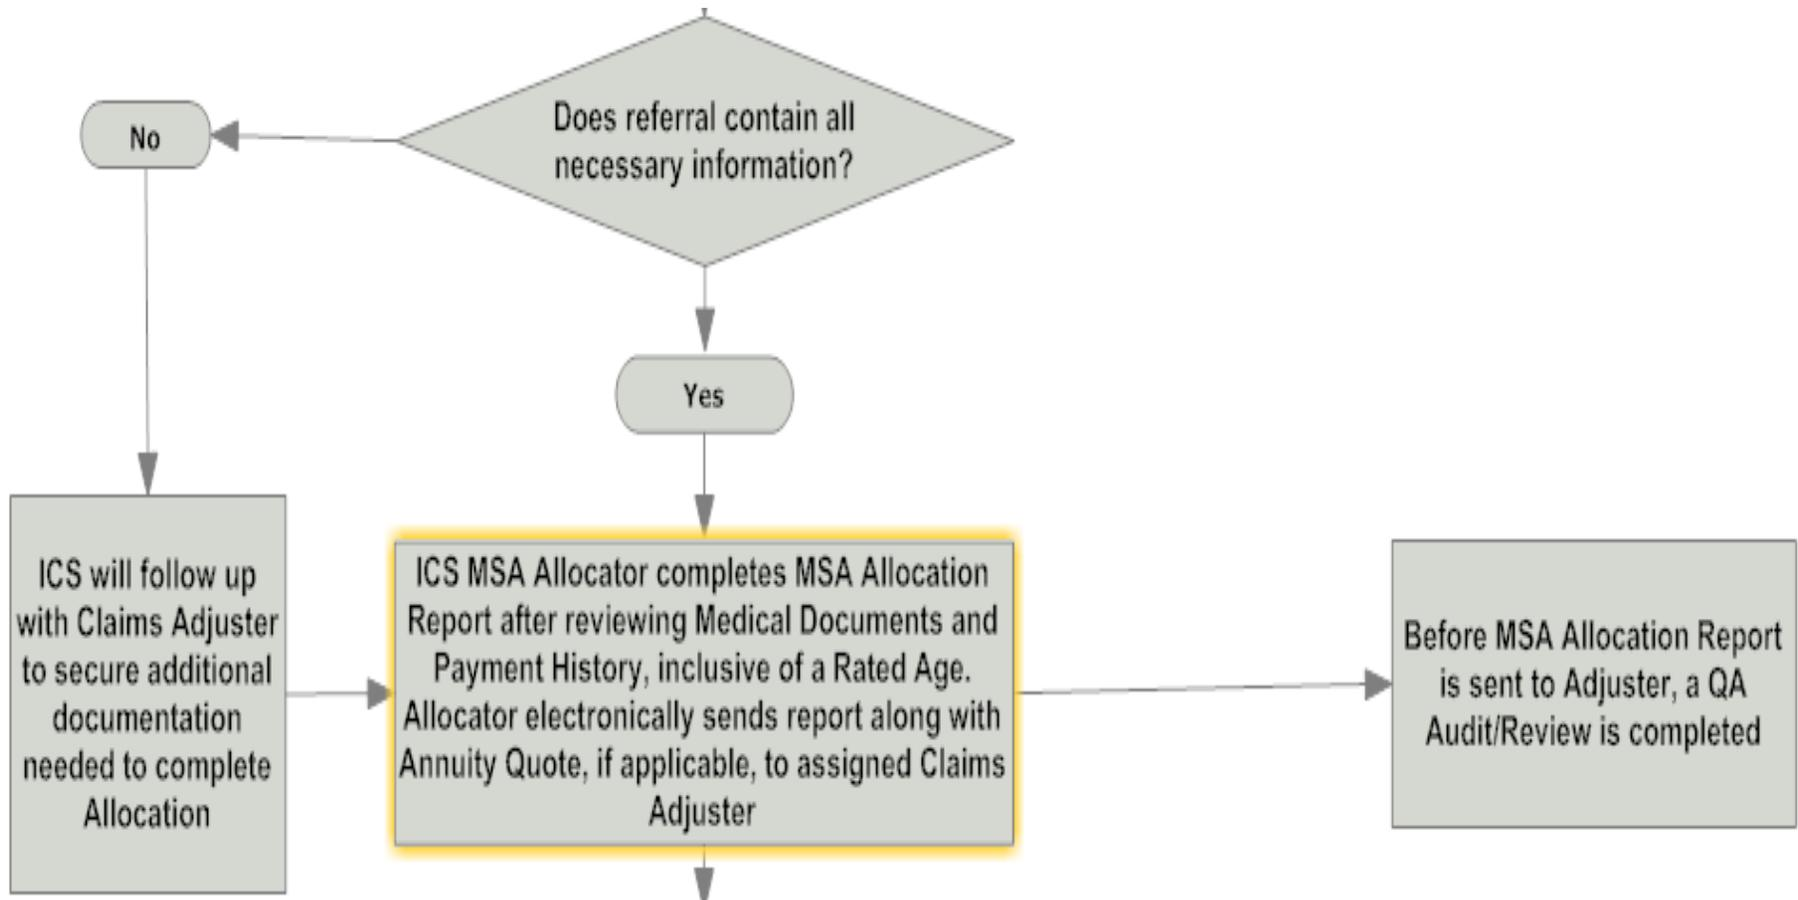 Does referral contain all
necessary information?
No
Yes
ICS will follow up
with Claims Adjuster
to secure additional
documentation
needed to complete
Allocation
ICS MSA Allocator completes MSA Allocation
Report after reviewing Medical Documents and
Payment History, inclusive of a Rated Age.
Allocator electronically sends report along with
Annuity Quote, if applicable, to assigned Claims
Adjuster
Before MSA Allocation Report
is sent to Adjuster, a QA
Audit/Review is completed